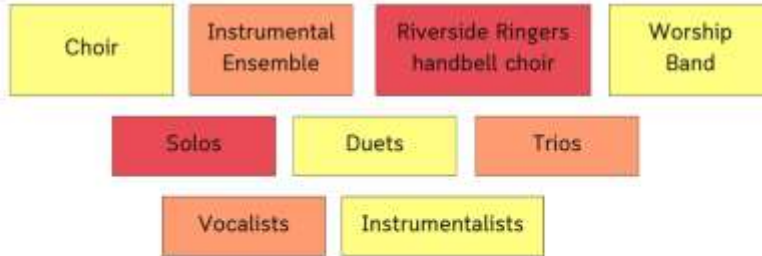 Choir
Instrumental
Ensemble
Riverside Ringers
handbell choir
Worship
Band
Solos
Duets
Trios
Vocalists
Instrumentalists